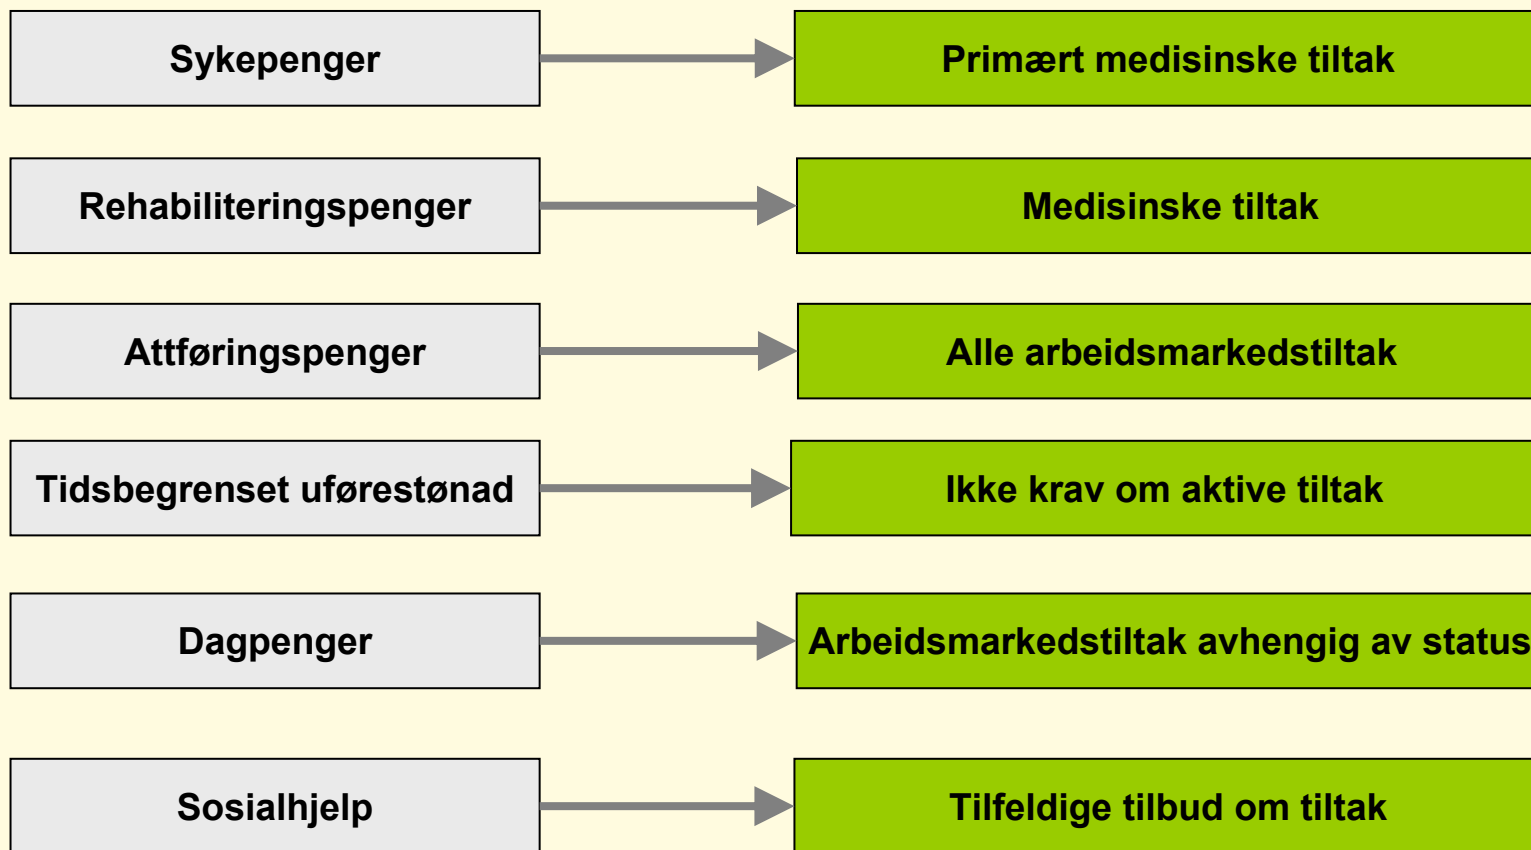 Sykepenger
Primært medisinske tiltak
Rehabiliteringspenger
Medisinske tiltak
Attføringspenger
Alle arbeidsmarkedstiltak
Tidsbegrenset uførestønad
Ikke krav om aktive tiltak
Dagpenger
Arbeidsmarkedstiltak avhengig av status
Sosialhjelp
Tilfeldige tilbud om tiltak